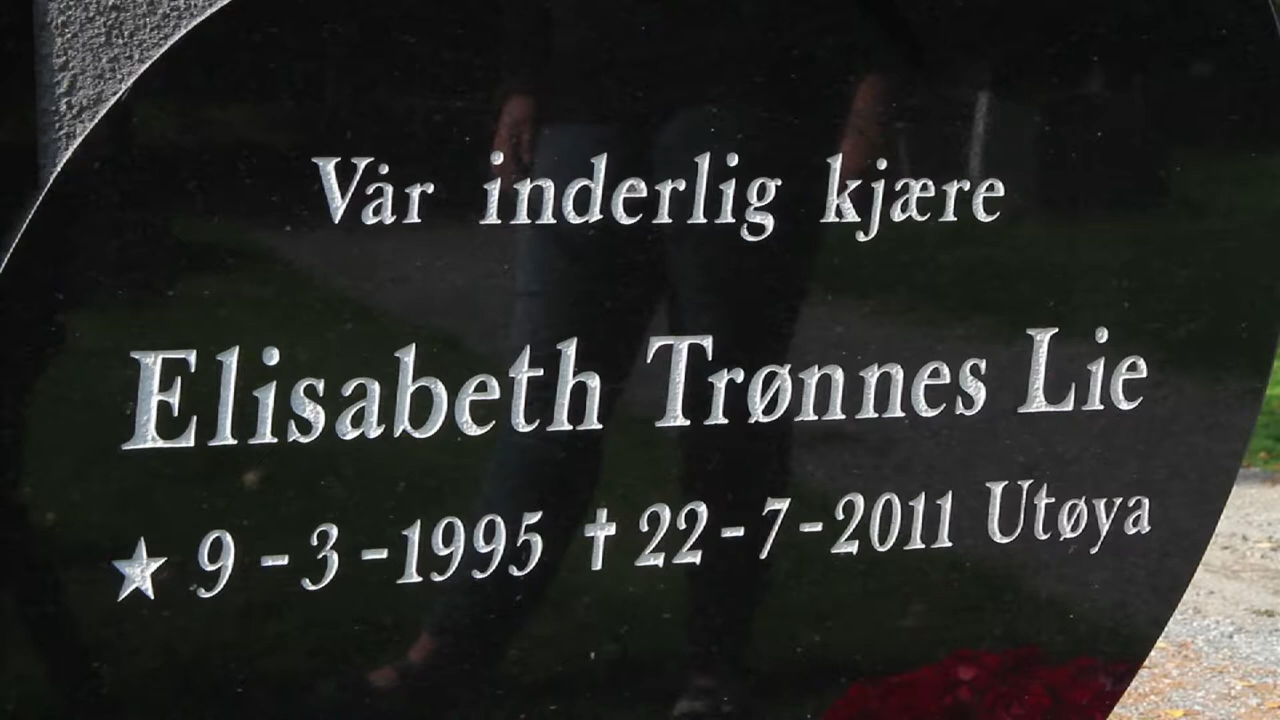 Vår inderlig kjære
Elisabeth Trønnes Lie
★ 9-3-1995 ✝ 22-7-2011 Utøya